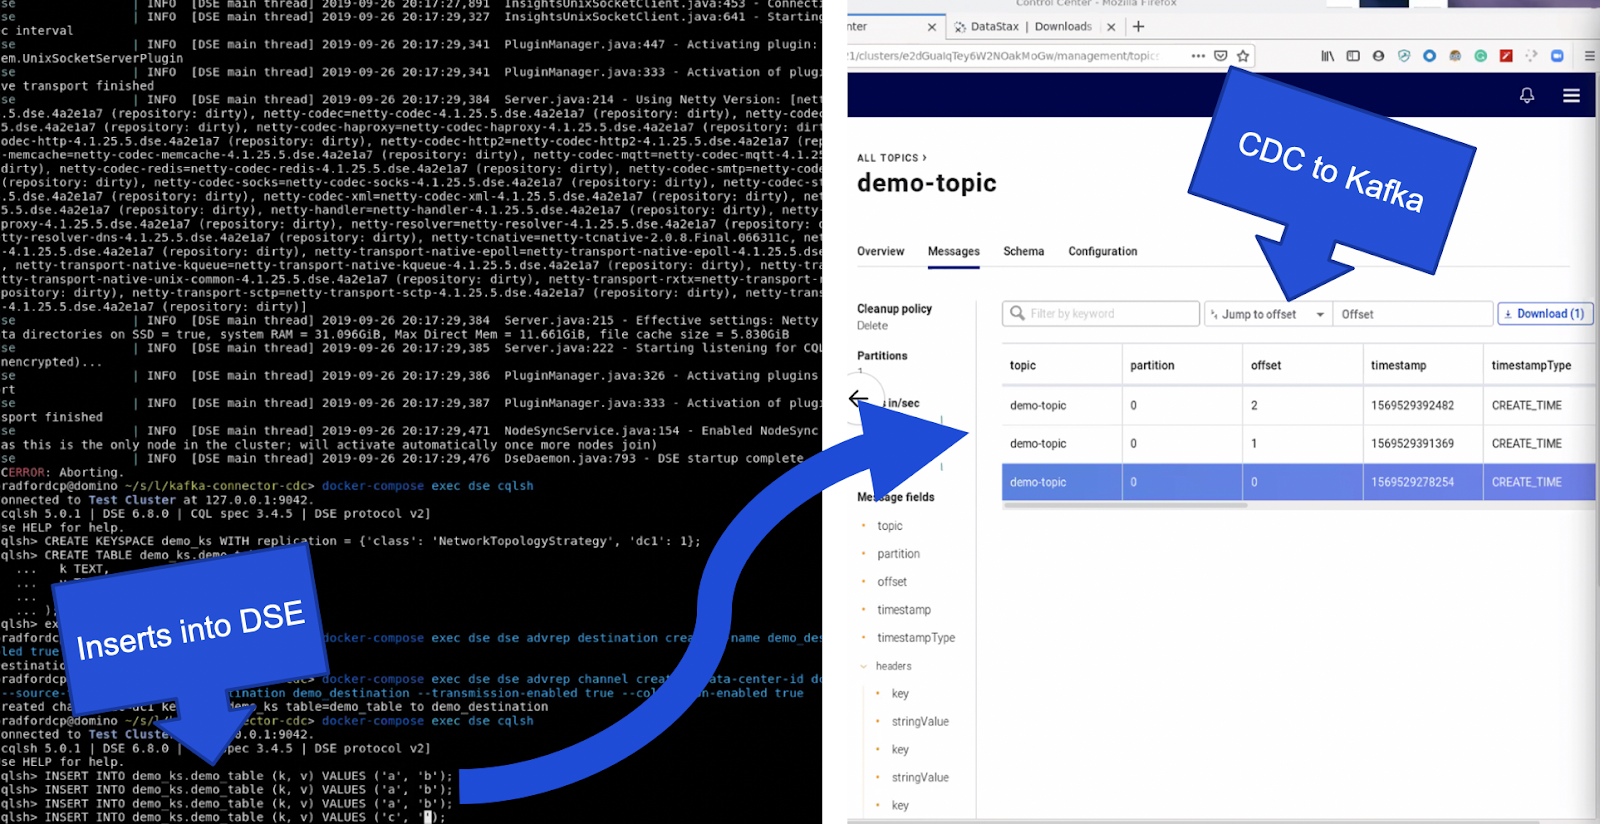 se | INFO [DSE main thread] 2019-09-26 20:17:27,891 InsightsUnixSocketClient.java:453 - Connecti
se | INFO [DSE main thread] 2019-09-26 20:17:29,327 InsightsUnixSocketClient.java:641 - Starting
c interval
se | INFO [DSE main thread] 2019-09-26 20:17:29,341 PluginManager.java:447 - Activating plugin:
em.UnixSocketServerPlugin
se | INFO [DSE main thread] 2019-09-26 20:17:29,341 PluginManager.java:333 - Activation of plug
ve transport finished
se | INFO [DSE main thread] 2019-09-26 20:17:29,384 Server.java:214 - Using Netty Version: [net
.5.dse.4a2e1a7 (repository: dirty), netty-codec=netty-codec-4.1.25.5.dse.4a2e1a7 (repository: dirty), netty-codec
5.dse.4a2e1a7 (repository: dirty), netty-codec-haproxy=netty-codec-haproxy-4.1.25.5.dse.4a2e1a7 (repository: dirt
odec-http-4.1.25.5.dse.4a2e1a7 (repository: dirty), netty-codec-http2=netty-codec-http2-4.1.25.5.dse.4a2e1a7 (rep
-memcache=netty-codec-memcache-4.1.25.5.dse.4a2e1a7 (repository: dirty), netty-codec-mqtt=netty-codec-mqtt-4.1.25
dirty), netty-codec-redis=netty-codec-redis-4.1.25.5.dse.4a2e1a7 (repository: dirty), netty-codec-smtp=netty-code
(repository: dirty), netty-codec-socks=netty-codec-socks-4.1.25.5.dse.4a2e1a7 (repository: dirty), netty-codec-st
y), netty-codec-xml=netty-codec-xml-4.1.25.5.dse.4a2e1a7 (repository: dirty), netty-common=netty-common-4.1.25.5.
5.5.dse.4a2e1a7 (repository: dirty), netty-handler=netty-handler-4.1.25.5.dse.4a2e1a7 (repository: dirty), netty-
proxy-4.1.25.5.dse.4a2e1a7 (repository: dirty), netty-resolver=netty-resolver-4.1.25.5.dse.4a2e1a7 (repository: d
tty-resolver-dns-4.1.25.5.dse.4a2e1a7 (repository: dirty), netty-tcnative=netty-tcnative-2.0.8.Final.066311c, net
-4.1.25.5.dse.4a2e1a7 (repository: dirty), netty-transport-native-epoll=netty-transport-native-epoll-4.1.25.5.dse
, netty-transport-native-kqueue=netty-transport-native-kqueue-4.1.25.5.dse.4a2e1a7 (repository: dirty), netty-tra
tty-transport-native-unix-common-4.1.25.5.dse.4a2e1a7 (repository: dirty), netty-transport-rxtx=netty-transport-r
pository: dirty), netty-transport-sctp=netty-transport-sctp-4.1.25.5.dse.4a2e1a7 (repository: dirty), netty-trans
-4.1.25.5.dse.4a2e1a7 (repository: dirty)]
se | INFO [DSE main thread] 2019-09-26 20:17:29,384 Server.java:215 - Effective settings: Netty
ta directories on SSD = true, system RAM = 31.096GiB, Max Direct Mem = 11.661GiB, file cache size = 5.830GiB
se | INFO [DSE main thread] 2019-09-26 20:17:29,385 Server.java:222 - Starting listening for CQL
nencrypted)...
se | INFO [DSE main thread] 2019-09-26 20:17:29,386 PluginManager.java:326 - Activating plugins
rt
se | INFO [DSE main thread] 2019-09-26 20:17:29,387 PluginManager.java:333 - Activation of plug
sport finished
se | INFO [DSE main thread] 2019-09-26 20:17:29,471 NodeSyncService.java:154 - Enabled NodeSync
as this is the only node in the cluster; will activate automatically once more nodes join)
se | INFO [DSE main thread] 2019-09-26 20:17:29,476 DseDaemon.java:793 - DSE startup complete
CERROR: Aborting.
radfordcp@domino ~/s/l/kafka-connector-cdc> docker-compose exec dse cqlsh
onnected to Test Cluster at 127.0.0.1:9042.
cqlsh 5.0.1 | DSE 6.8.0 | CQL spec 3.4.5 | DSE protocol v2]
se HELP for help.
qlsh> CREATE KEYSPACE demo_ks WITH replication = {'class': 'NetworkTopologyStrategy', 'dc1': 1};
qlsh> CREATE TABLE demo_ks.demo_t
... k TEXT,
...
...
... )
qlsh> ex
radfordc docker-compose exec dse dse advrep destination crea name demo_des
led true
estinatio
radfordc docker-compose exec dse dse advrep channel creat ata-center-id d
--source- ination demo_destination --transmission-enabled true --col n-enabled true
reated cha ke emo_ks table=demo_table to demo_destination
radfordcp@domino ~/s/l/k ector-cdc> docker-compose exec dse cqlsh
onnected to Test Cluster .0.0.1:9042.
cqlsh 5.0.1 | DSE 6.8.0 | pec 3.4.5 | DSE protocol v2]
se HELP for help.
qlsh> INSERT INTO demo_ks.demo_table (k, v) VALUES ('a', 'b');
qlsh> INSERT INTO demo_ks.demo_table (k, v) VALUES ('a', 'b');
qlsh> INSERT INTO demo_ks.demo_table (k, v) VALUES ('a', 'b');
qlsh> INSERT INTO demo_ks.demo_table (k, v) VALUES ('c', '');
Inserts into DSE
Control Center - Mozilla Firefox
nter
DataStax | Downloads
21/clusters/e2dGuaIqTey6W2NOakMoGw/management/topics
CDC to Kafka
ALL TOPICS >
demo-topic
Overview Messages Schema Configuration
Cleanup policy
Delete
Partitions
1
s in/sec
Message fields
topic
partition
offset
timestamp
timestampType
headers
key
stringValue
key
stringValue
key
Filter by keyword Jump to offset Offset Download (1)
topic partition offset timestamp timestampType
demo-topic 0 2 1569529392482 CREATE_TIME
demo-topic 0 1 1569529391369 CREATE_TIME
demo-topic 0 0 1569529278254 CREATE_TIME